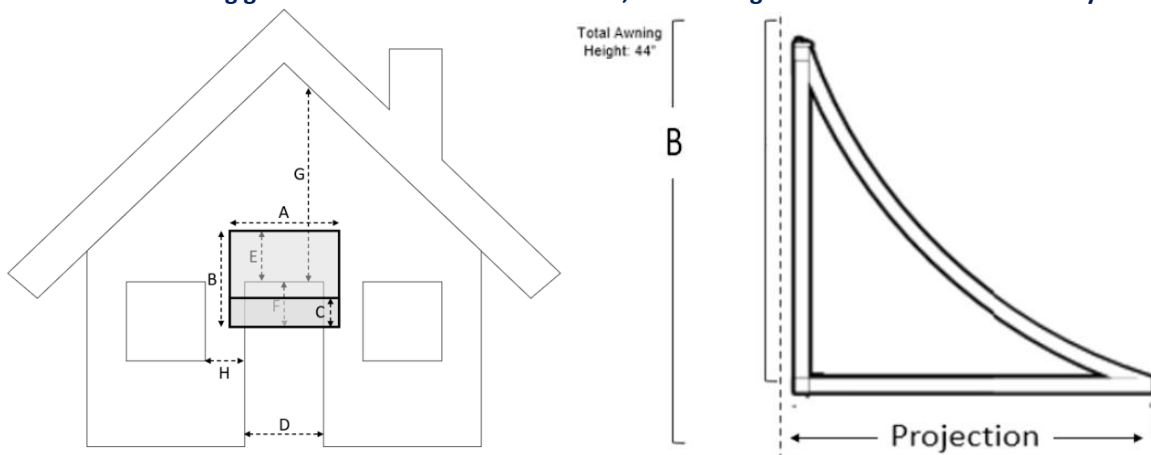 Total Awning
Height: 44"
B
G
A
E
B
F
C
H
D
Projection